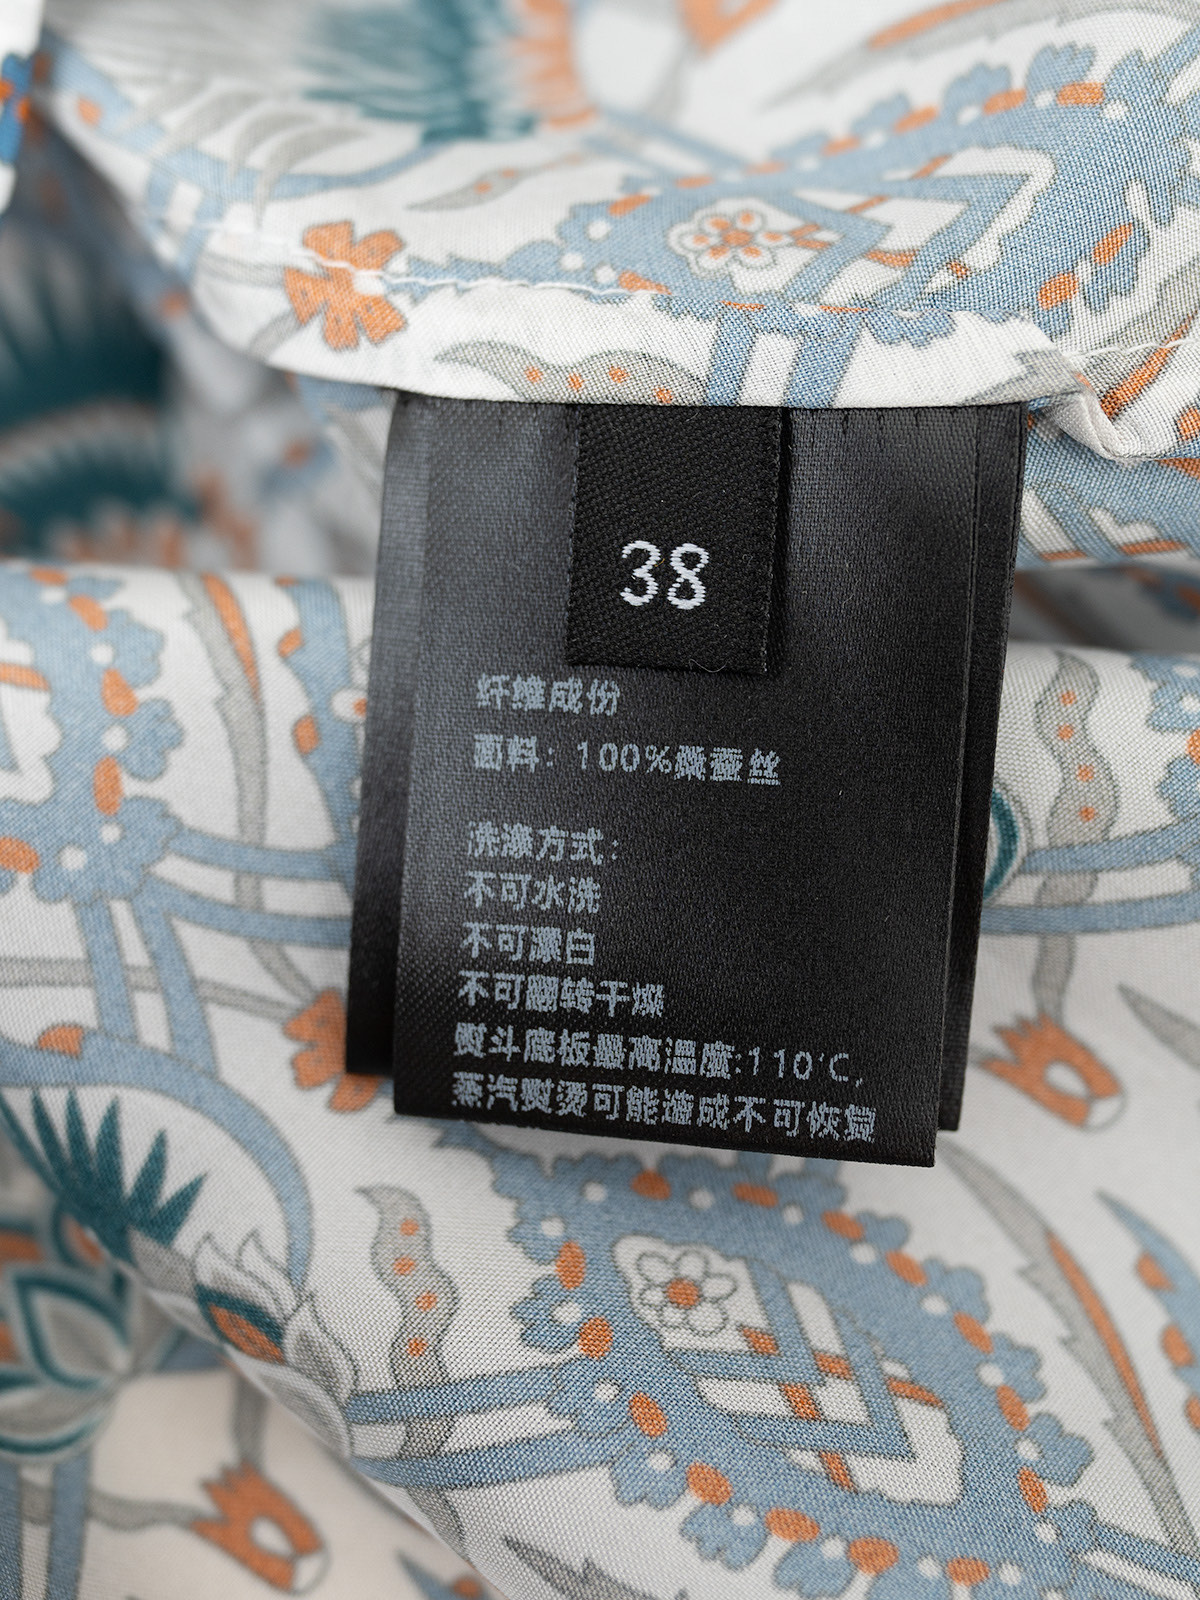 38
纤维成份
面料：100%桑蚕丝
洗涤方式：
不可水洗
不可漂白
不可翻转干燥
熨斗底板最高温度:110℃,
蒸汽熨烫可能造成不可恢复